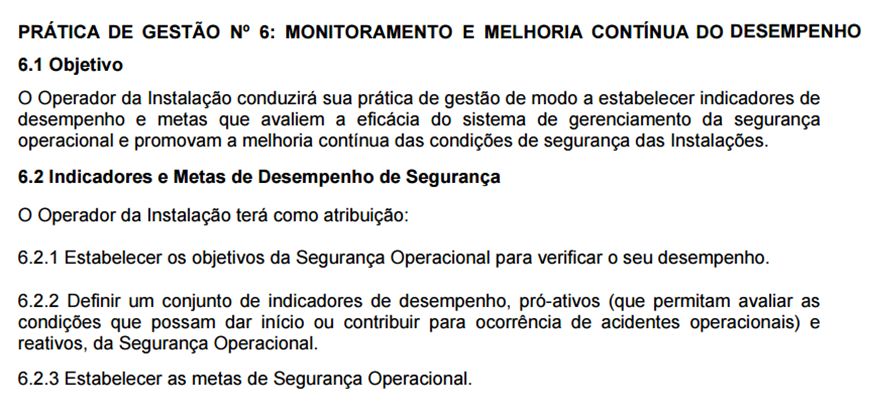 PRÁTICA DE GESTÃO Nº 6: MONITORAMENTO E MELHORIA CONTÍNUA DO DESEMPENHO
6.1 Objetivo
O Operador da Instalação conduzirá sua prática de gestão de modo a estabelecer indicadores de
desempenho e metas que avaliem a eficácia do sistema de gerenciamento da segurança
operacional e promovam a melhoria contínua das condições de segurança das Instalações.
6.2 Indicadores e Metas de Desempenho de Segurança
O Operador da Instalação terá como atribuição:
6.2.1 Estabelecer os objetivos da Segurança Operacional para verificar o seu desempenho.
6.2.2 Definir um conjunto de indicadores de desempenho, pró-ativos (que permitam avaliar as
condições que possam dar início ou contribuir para ocorrência de acidentes operacionais) e
reativos, da Segurança Operacional.
6.2.3 Estabelecer as metas de Segurança Operacional.